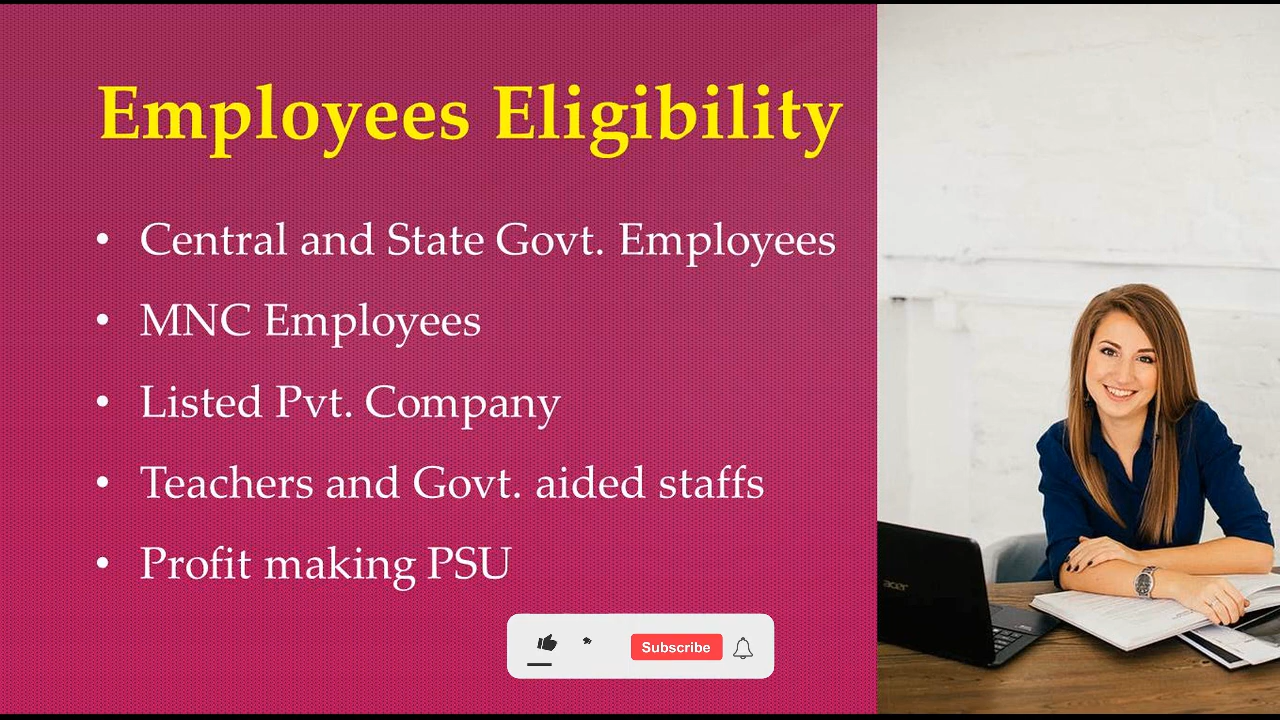 Employees Eligibility
• Central and State Govt. Employees
• MNC Employees
• Listed Pvt. Company
• Teachers and Govt. aided staffs
• Profit making PSU
Subscribe
acer